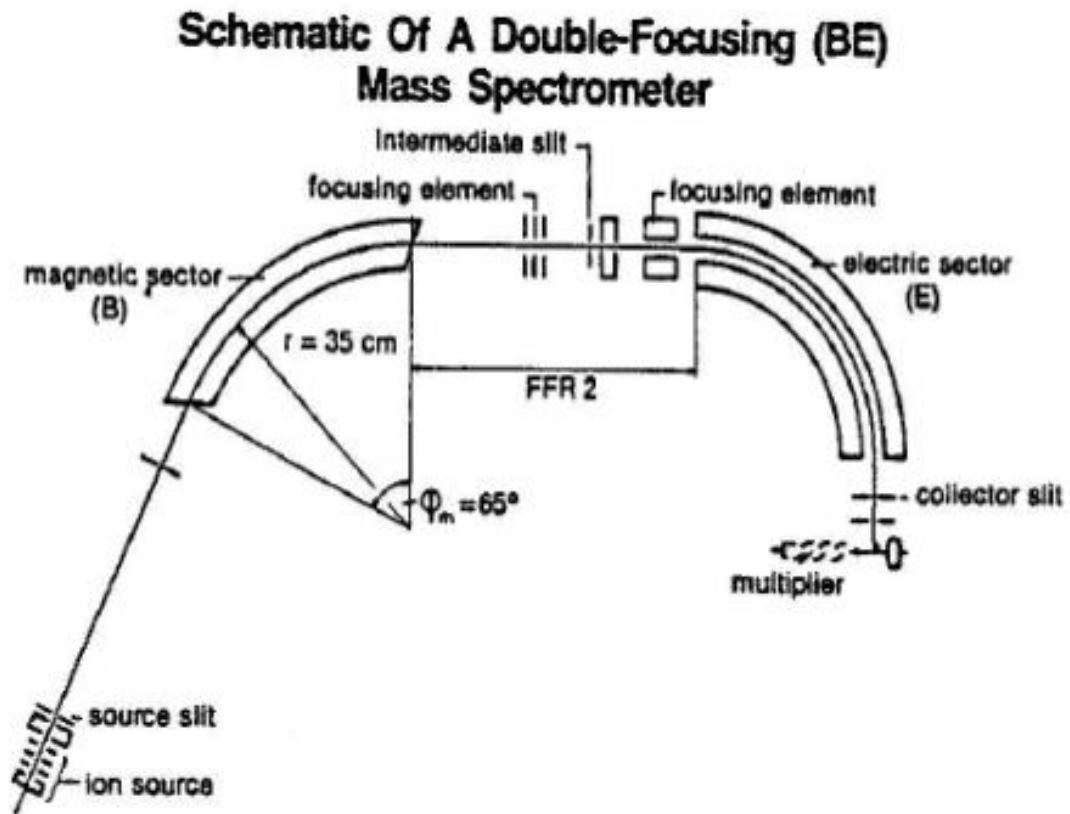 Schematic Of A Double-Focusing (BE)
Mass Spectrometer
Intermediate slit
focusing element
focusing element
magnetic sector
(B)
electric sector
(E)
r = 35 cm
FFR 2
Φm = 65°
collector slit
multiplier
source slit
ion source